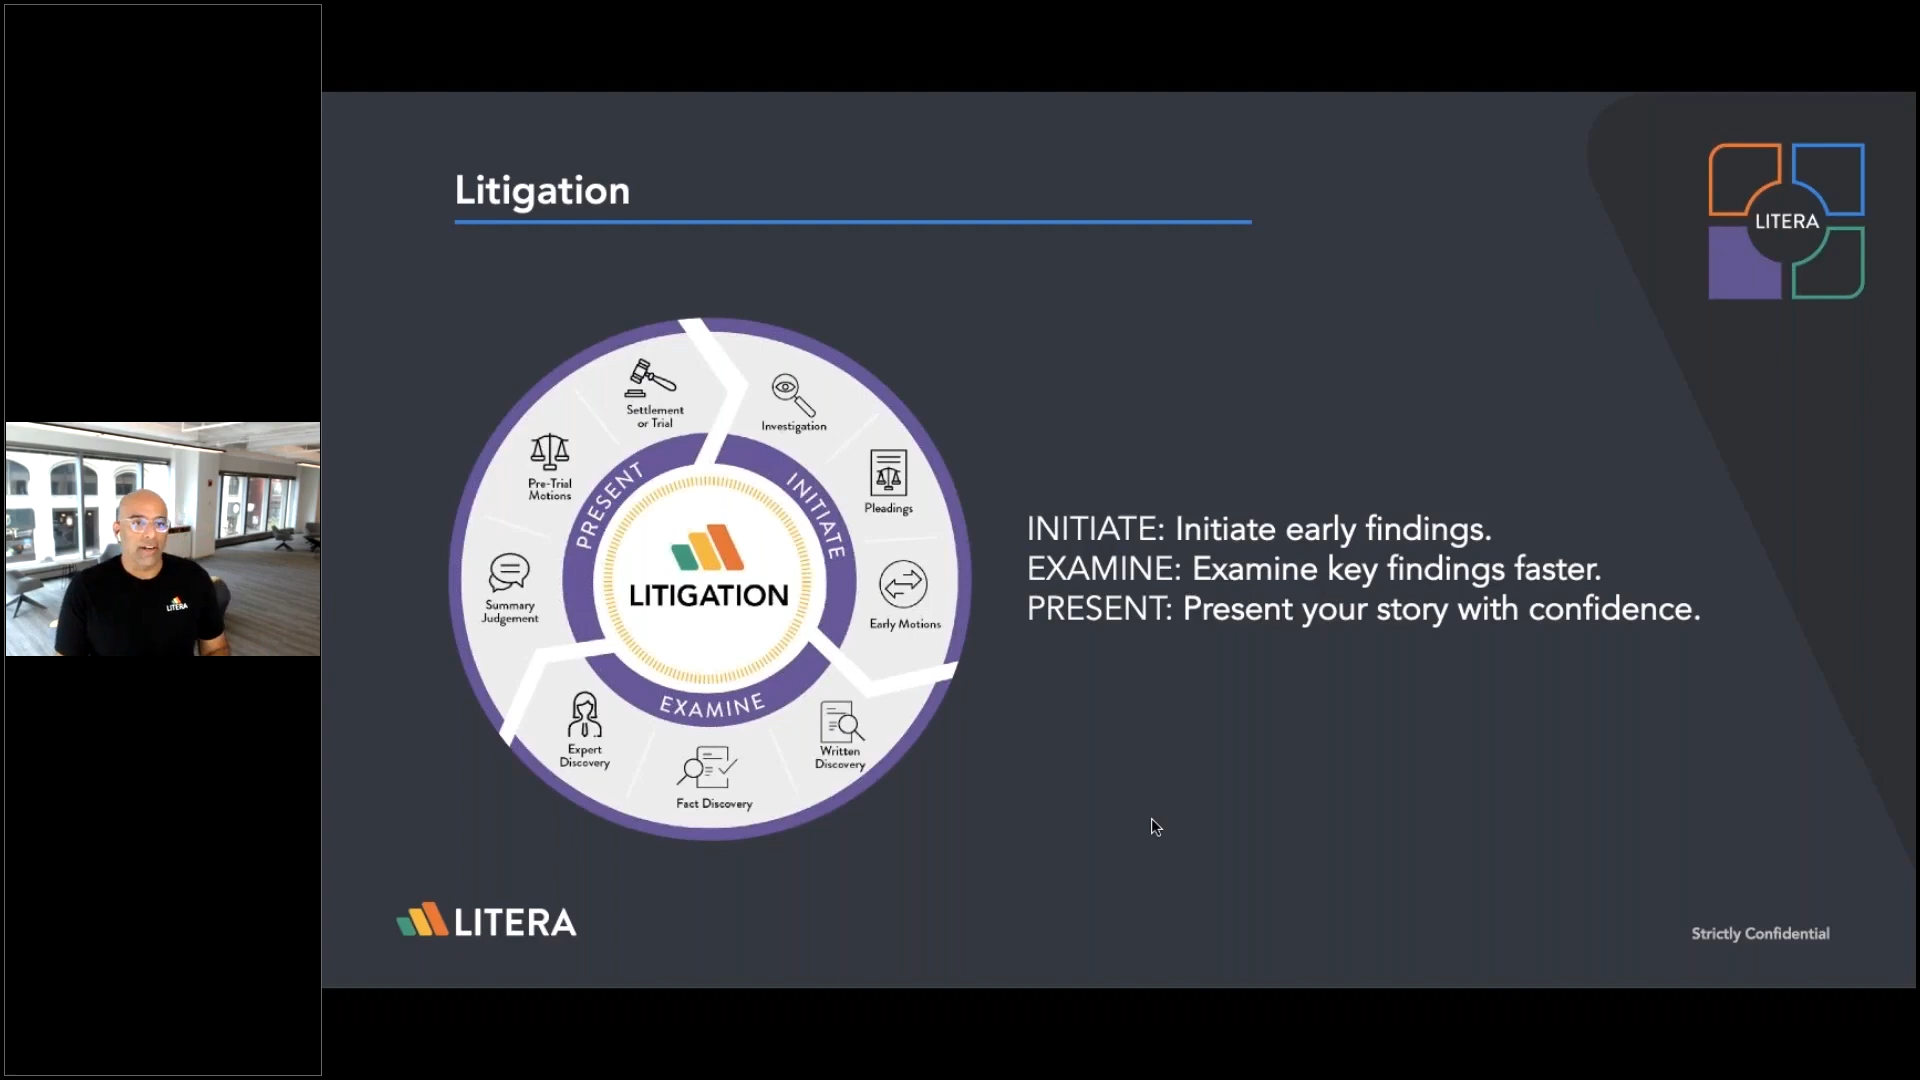 Litigation
LITERA
Settlement
or Trial
Investigation
Pre-Trial
Motions
Pleadings
PRESENT
INITIATE
LITIGATION
Summary
Judgement
Early Motions
EXAMINE
Expert
Discovery
Fact Discovery
Written
Discovery
INITIATE: Initiate early findings.
EXAMINE: Examine key findings faster.
PRESENT: Present your story with confidence.
LITERA
LITERA
Strictly Confidential